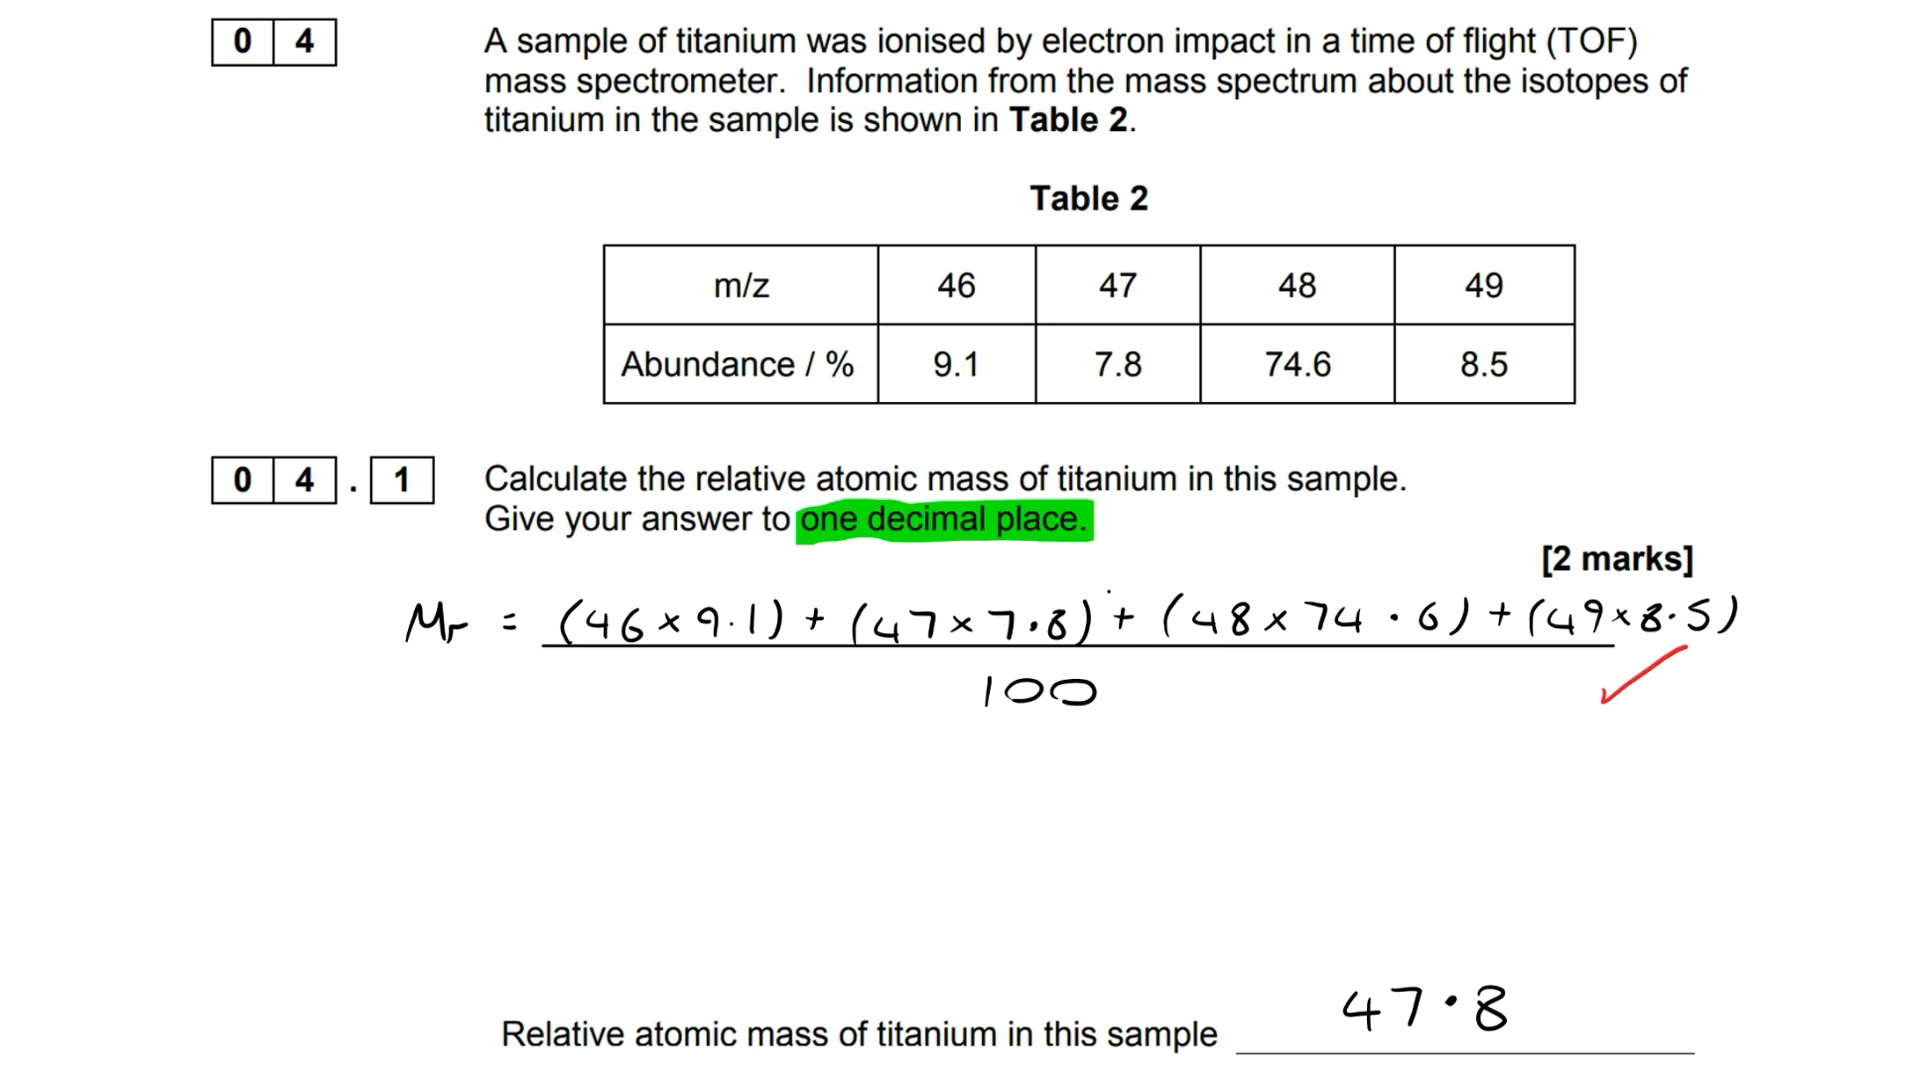 0 4 A sample of titanium was ionised by electron impact in a time of flight (TOF)
mass spectrometer. Information from the mass spectrum about the isotopes of
titanium in the sample is shown in Table 2.
Table 2
m/z 46 47 48 49
Abundance / % 9.1 7.8 74.6 8.5
0 4 . 1 Calculate the relative atomic mass of titanium in this sample.
Give your answer to one decimal place.
[2 marks]
Mr = (46 × 9.1) + (47 × 7.8) + (48 × 74.6) + (49 × 8.5)
100
47.8
Relative atomic mass of titanium in this sample